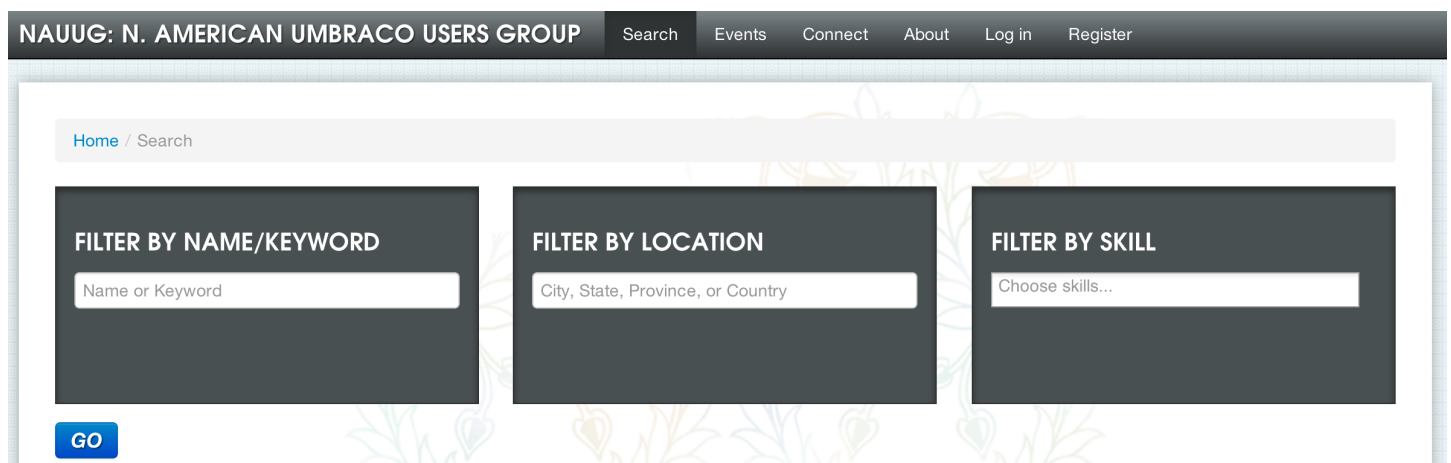 NAUUG: N. AMERICAN UMBRACO USERS GROUP Search Events Connect About Log in Register
Home / Search
FILTER BY NAME/KEYWORD
Name or Keyword
FILTER BY LOCATION
City, State, Province, or Country
FILTER BY SKILL
Choose skills...
GO